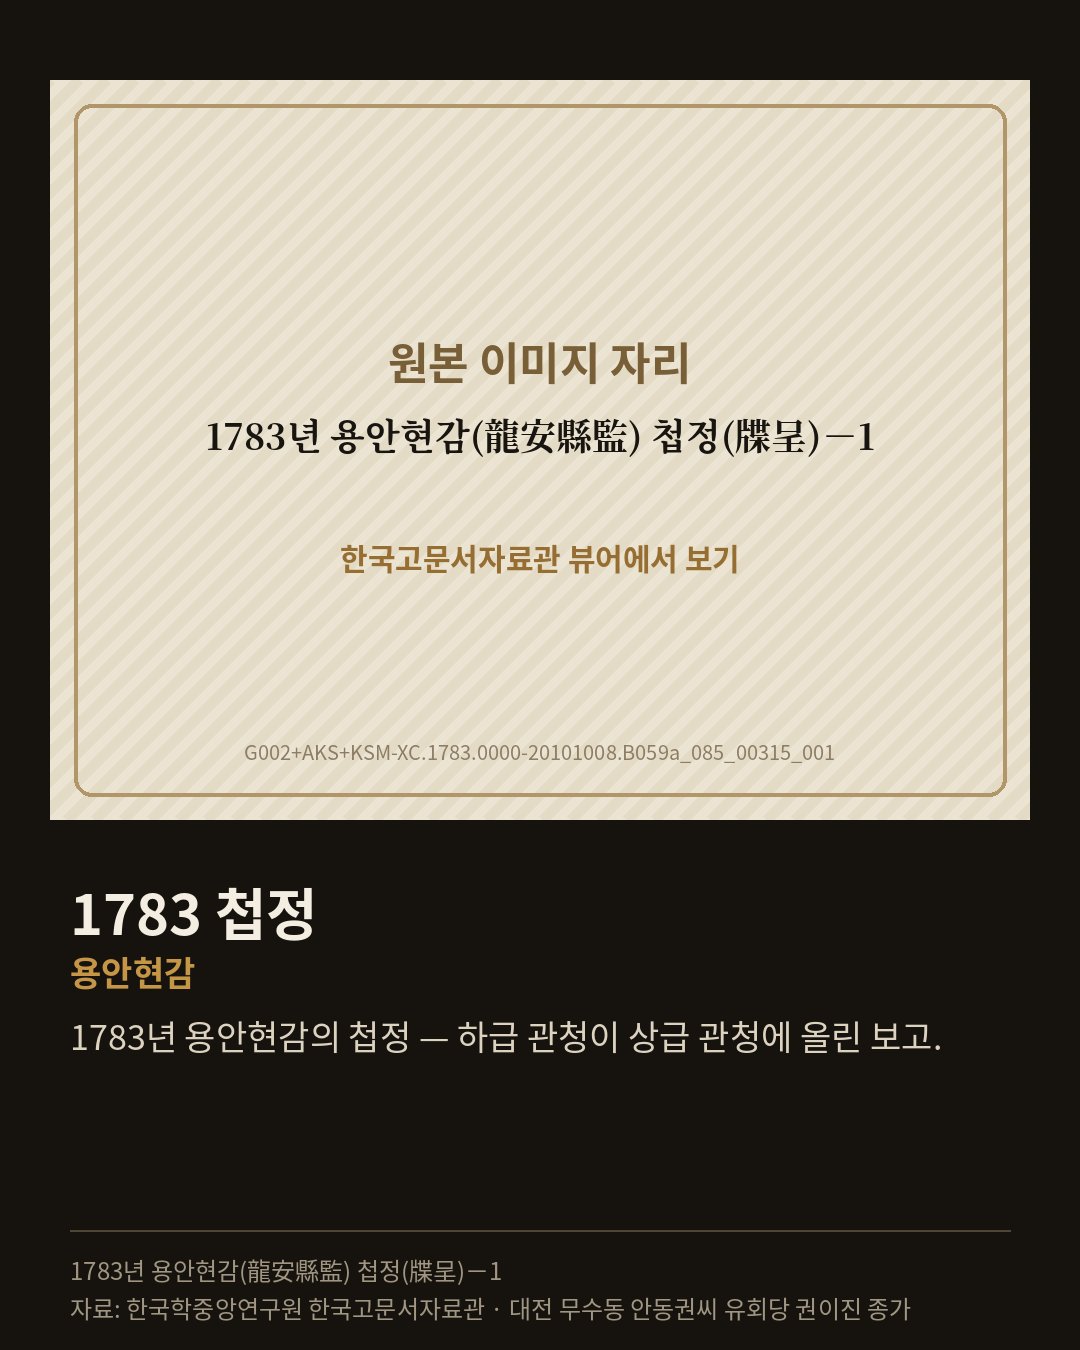 원본 이미지 자리
1783년 용안현감(龍安縣監) 첩정(牒呈)－1
한국고문서자료관 뷰어에서 보기
G002+AKS+KSM-XC.1783.0000-20101008.B059a_085_00315_001
1783 첩정
용안현감
1783년 용안현감의 첩정 — 하급 관청이 상급 관청에 올린 보고.
1783년 용안현감(龍安縣監) 첩정(牒呈)－1
자료: 한국학중앙연구원 한국고문서자료관 · 대전 무수동 안동권씨 유회당 권이진 종가